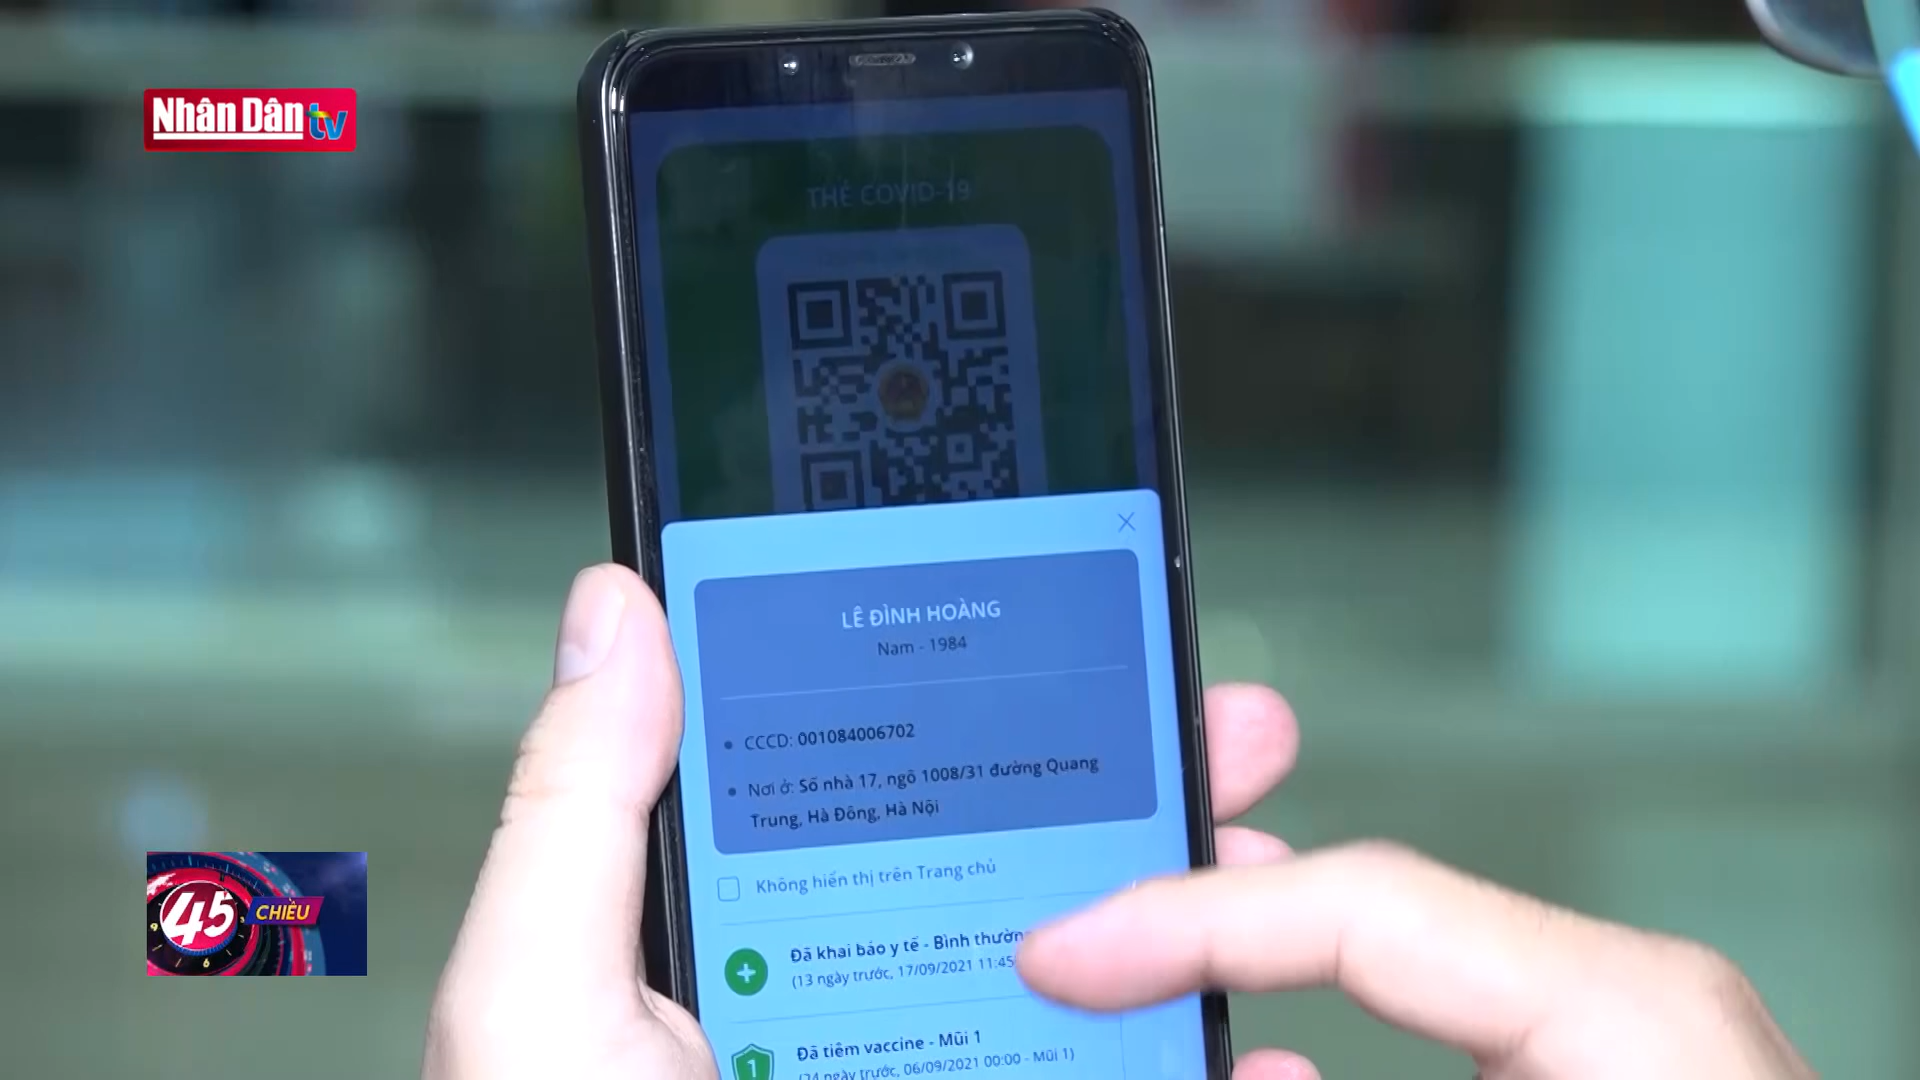 Nhân Dân tv
THẺ COVID-19
LÊ ĐÌNH HOÀNG
Nam - 1984
CCCD: 001084006702
Nơi ở: Số nhà 17, ngõ 1008/31 đường Quang
Trung, Hà Đông, Hà Nội
Không hiển thị trên Trang chủ
Đã khai báo y tế - Bình thường
(13 ngày trước, 17/09/2021 11:45
Đã tiêm vaccine - Mũi 1
1
(24 ngày trước, 06/09/2021 00:00 - Mũi 1)
45 CHIỀU